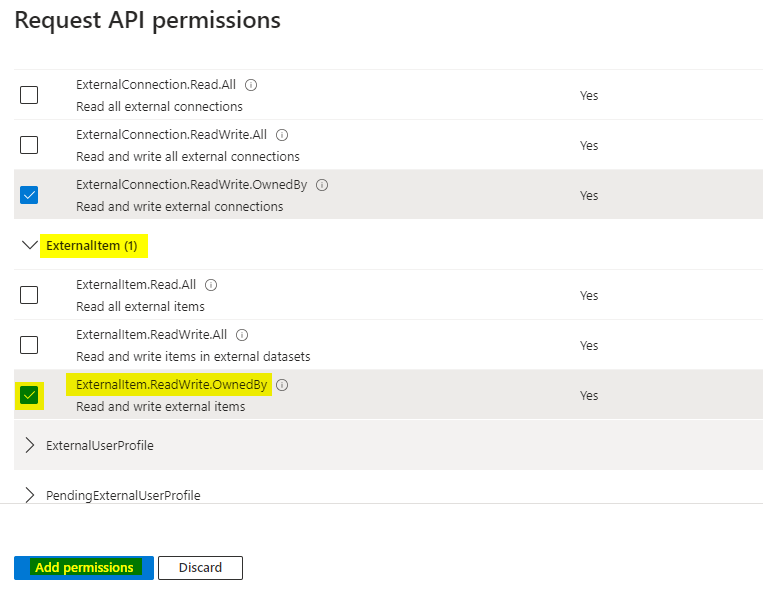 Request API permissions
ExternalConnection.Read.All
Read all external connections
Yes
ExternalConnection.ReadWrite.All
Read and write all external connections
Yes
ExternalConnection.ReadWrite.OwnedBy
Read and write external connections
Yes
ExternalItem (1)
ExternalItem.Read.All
Read all external items
Yes
ExternalItem.ReadWrite.All
Read and write items in external datasets
Yes
ExternalItem.ReadWrite.OwnedBy
Read and write external items
Yes
ExternalUserProfile
PendingExternalUserProfile
Add permissions
Discard